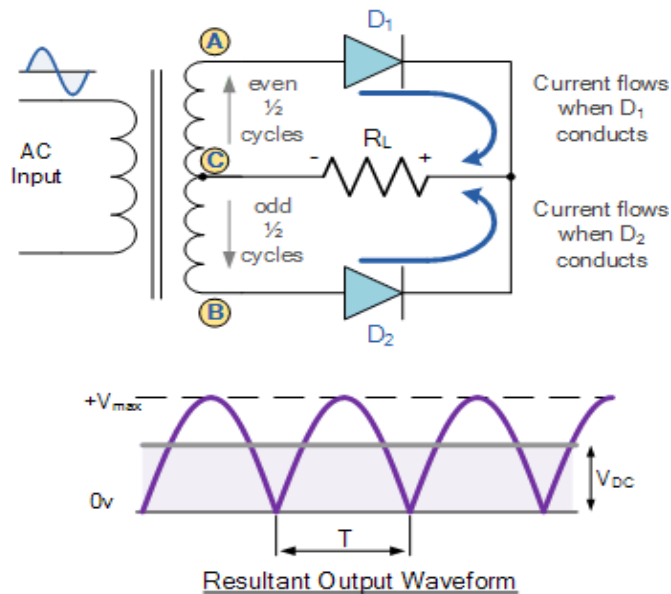 A
D1
even
½
cycles
Current flows
when D1
conducts
AC
Input
C
- RL +
odd
½
cycles
Current flows
when D2
conducts
B
D2
+Vmax
VDC
0v
T
Resultant Output Waveform